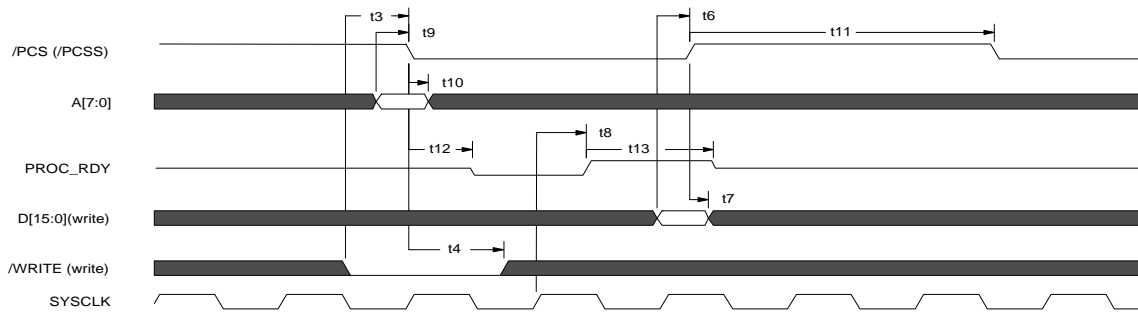 t3 t6
/PCS (/PCSS) t9 t11
t10
A[7:0]
t8
t12 t13
PROC_RDY
t7
D[15:0](write)
t4
/WRITE (write)
SYSCLK